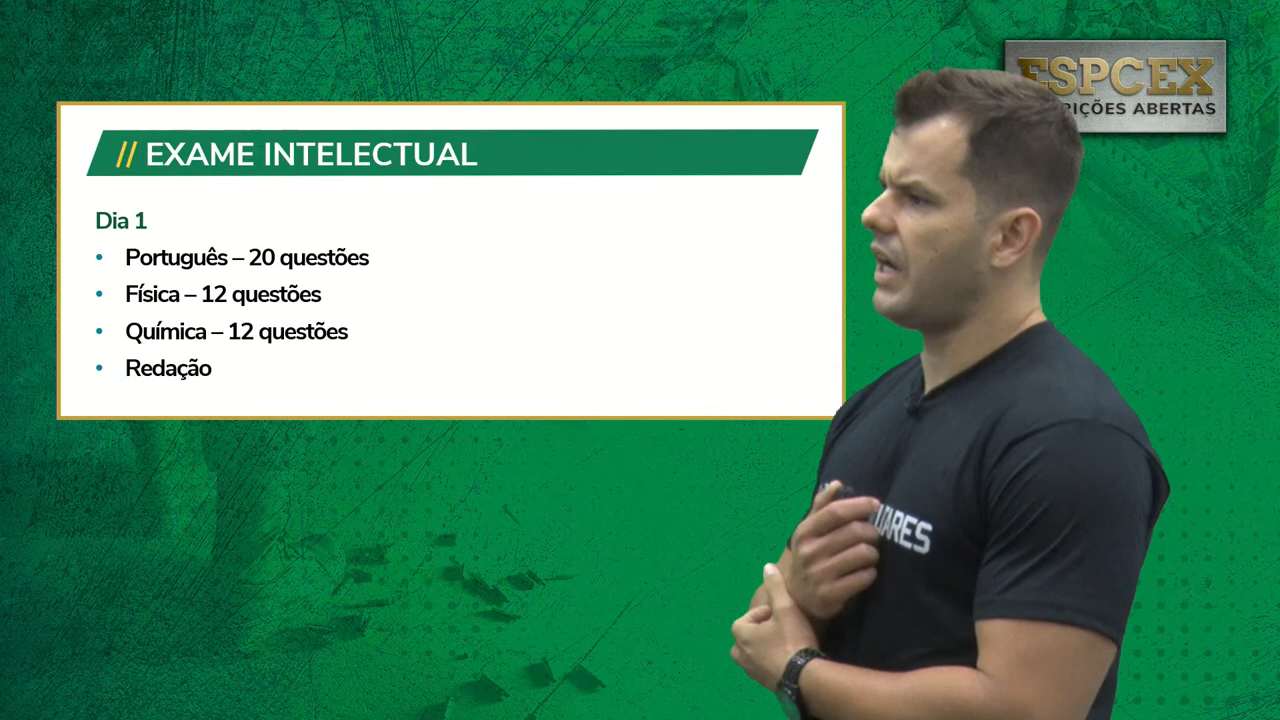 // EXAME INTELECTUAL
Dia 1
• Português – 20 questões
• Física – 12 questões
• Química – 12 questões
• Redação
ESPCEX
ABERTAS